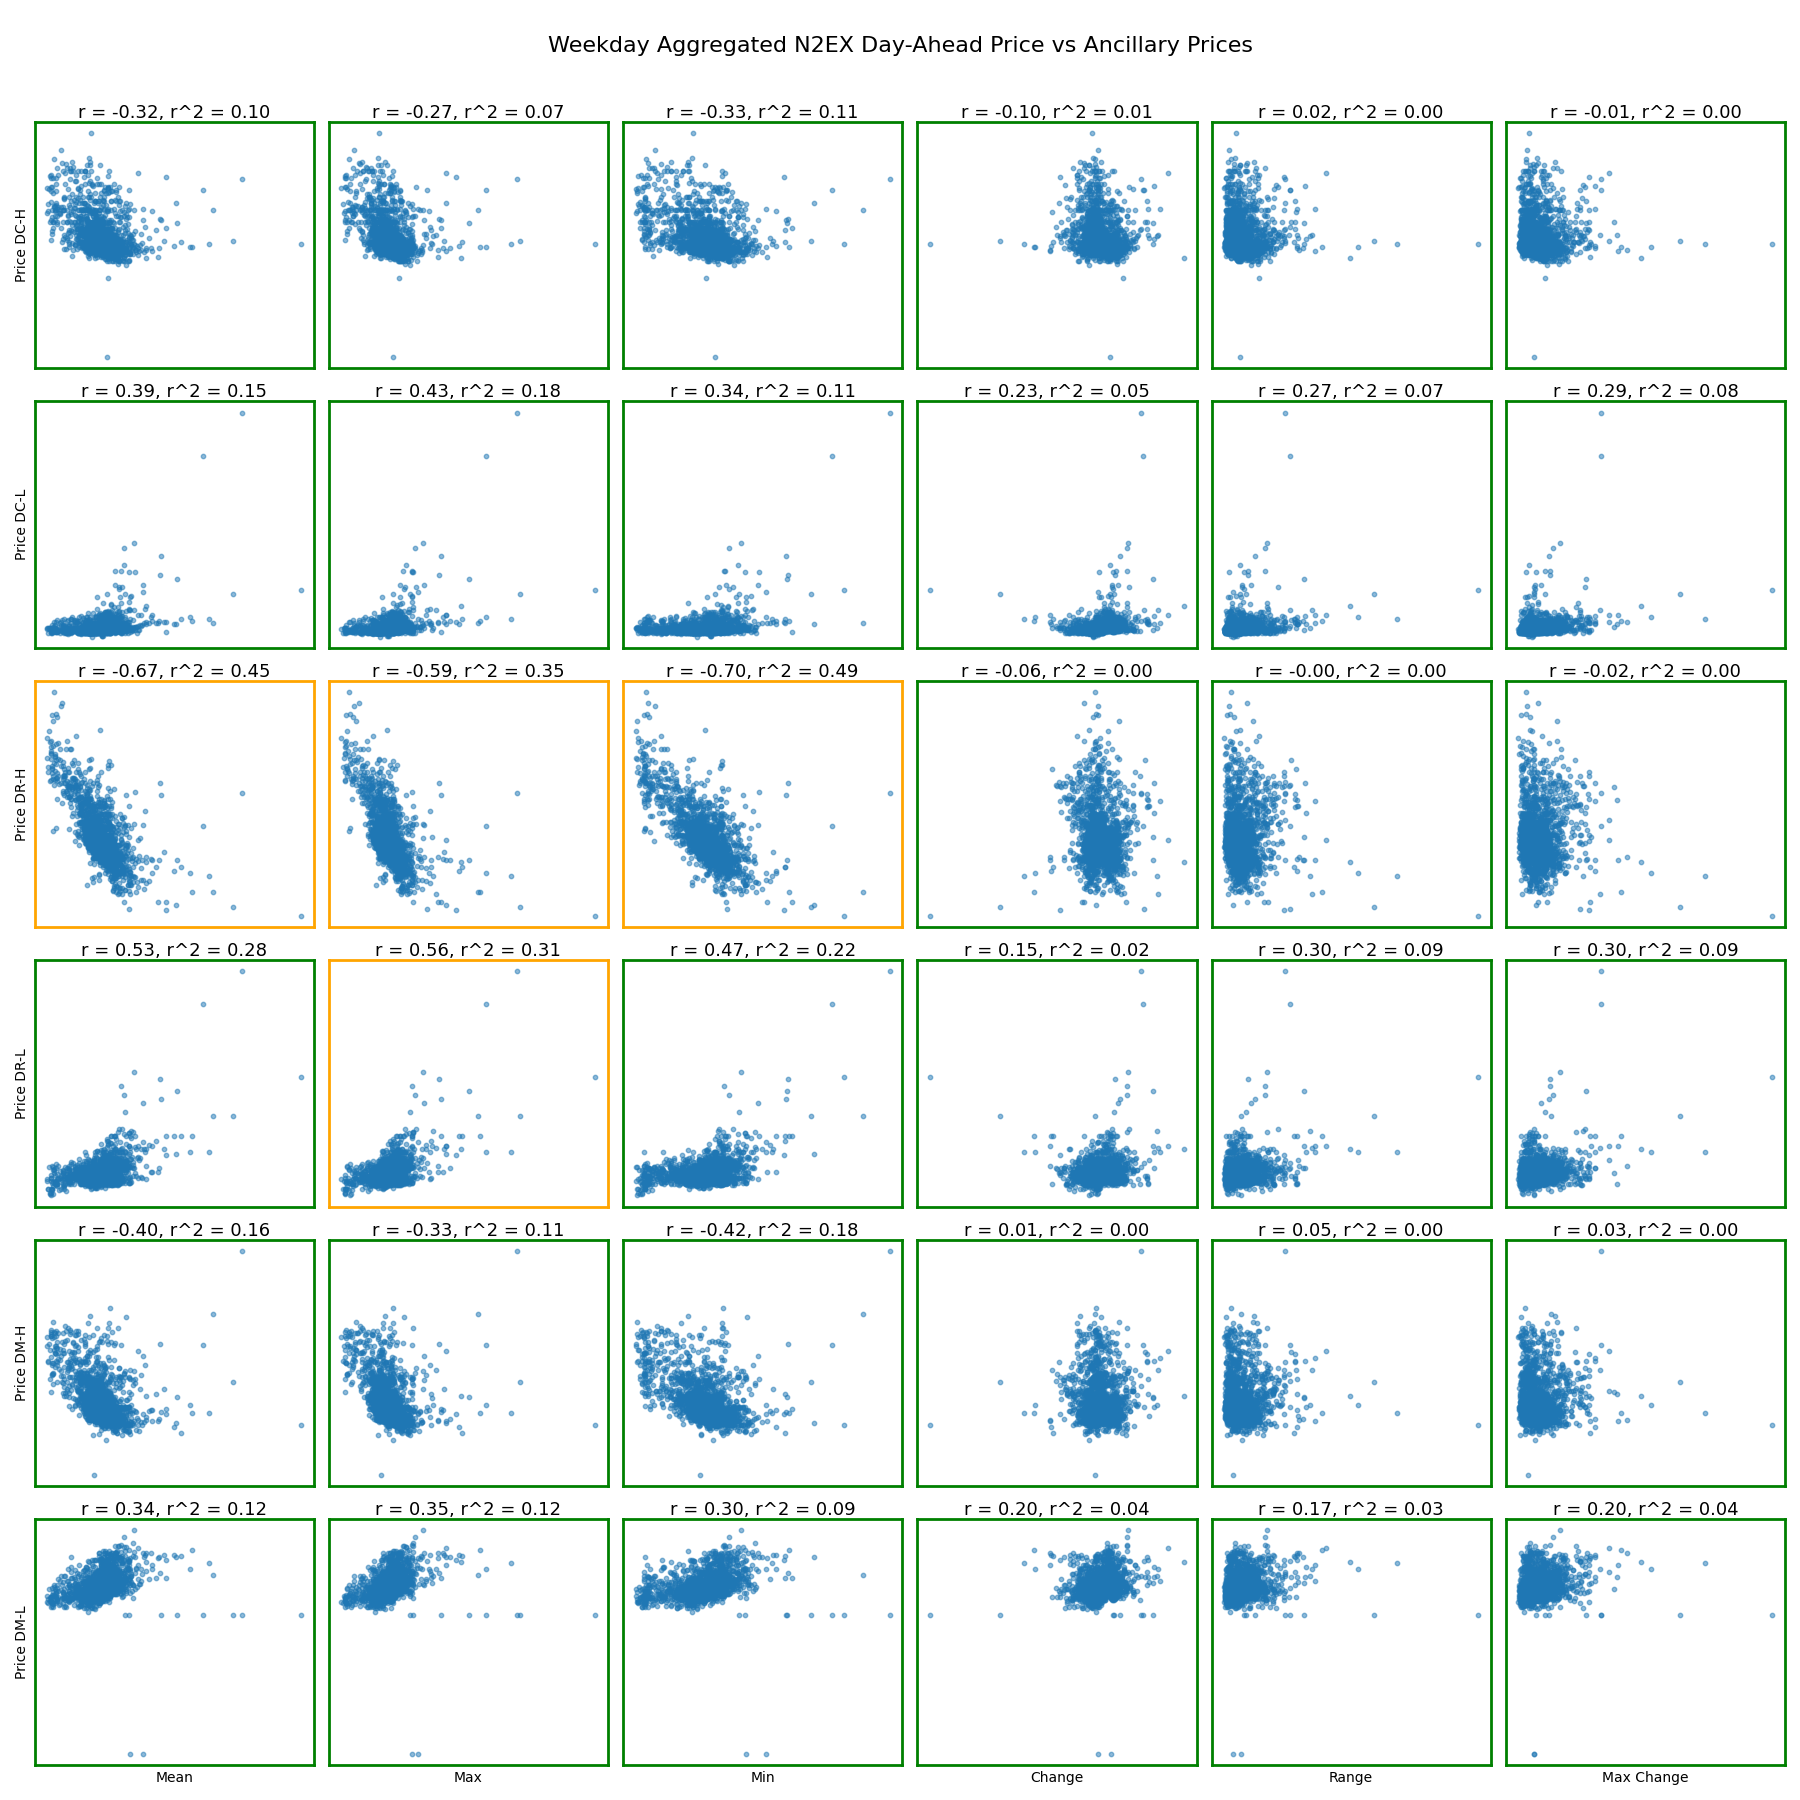 Weekday Aggregated N2EX Day-Ahead Price vs Ancillary Prices
r = -0.32, r^2 = 0.10
r = -0.27, r^2 = 0.07
r = -0.33, r^2 = 0.11
r = -0.10, r^2 = 0.01
r = 0.02, r^2 = 0.00
r = -0.01, r^2 = 0.00
Price DC-H
r = 0.39, r^2 = 0.15
r = 0.43, r^2 = 0.18
r = 0.34, r^2 = 0.11
r = 0.23, r^2 = 0.05
r = 0.27, r^2 = 0.07
r = 0.29, r^2 = 0.08
Price DC-L
r = -0.67, r^2 = 0.45
r = -0.59, r^2 = 0.35
r = -0.70, r^2 = 0.49
r = -0.06, r^2 = 0.00
r = -0.00, r^2 = 0.00
r = -0.02, r^2 = 0.00
Price DR-H
r = 0.53, r^2 = 0.28
r = 0.56, r^2 = 0.31
r = 0.47, r^2 = 0.22
r = 0.15, r^2 = 0.02
r = 0.30, r^2 = 0.09
r = 0.30, r^2 = 0.09
Price DR-L
r = -0.40, r^2 = 0.16
r = -0.33, r^2 = 0.11
r = -0.42, r^2 = 0.18
r = 0.01, r^2 = 0.00
r = 0.05, r^2 = 0.00
r = 0.03, r^2 = 0.00
Price DM-H
r = 0.34, r^2 = 0.12
r = 0.35, r^2 = 0.12
r = 0.30, r^2 = 0.09
r = 0.20, r^2 = 0.04
r = 0.17, r^2 = 0.03
r = 0.20, r^2 = 0.04
Price DM-L
Mean
Max
Min
Change
Range
Max Change